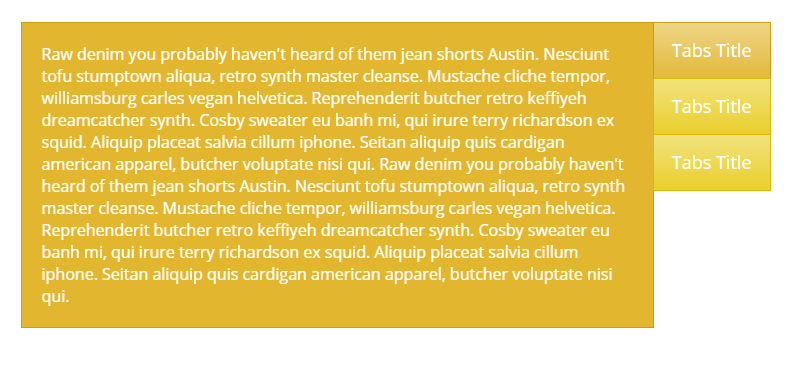 Raw denim you probably haven't heard of them jean shorts Austin. Nesciunt
tofu stumptown aliqua, retro synth master cleanse. Mustache cliche tempor,
williamsburg carles vegan helvetica. Reprehenderit butcher retro keffiyeh
dreamcatcher synth. Cosby sweater eu banh mi, qui irure terry richardson ex
squid. Aliquip placeat salvia cillum iphone. Seitan aliquip quis cardigan
american apparel, butcher voluptate nisi qui. Raw denim you probably haven't
heard of them jean shorts Austin. Nesciunt tofu stumptown aliqua, retro synth
master cleanse. Mustache cliche tempor, williamsburg carles vegan helvetica.
Reprehenderit butcher retro keffiyeh dreamcatcher synth. Cosby sweater eu
banh mi, qui irure terry richardson ex squid. Aliquip placeat salvia cillum
iphone. Seitan aliquip quis cardigan american apparel, butcher voluptate nisi
qui.
Tabs Title
Tabs Title
Tabs Title